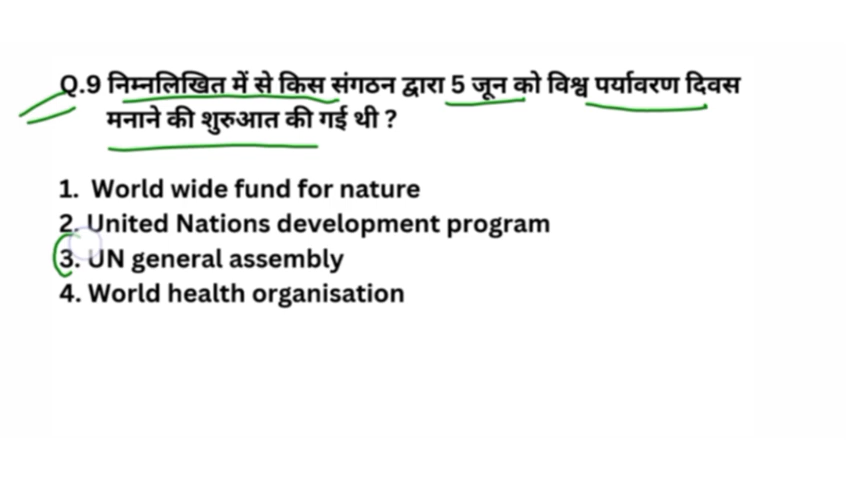 Q.9 निम्नलिखित में से किस संगठन द्वारा 5 जून को विश्व पर्यावरण दिवस
मनाने की शुरुआत की गई थी ?
1. World wide fund for nature
2. United Nations development program
3. UN general assembly
4. World health organisation